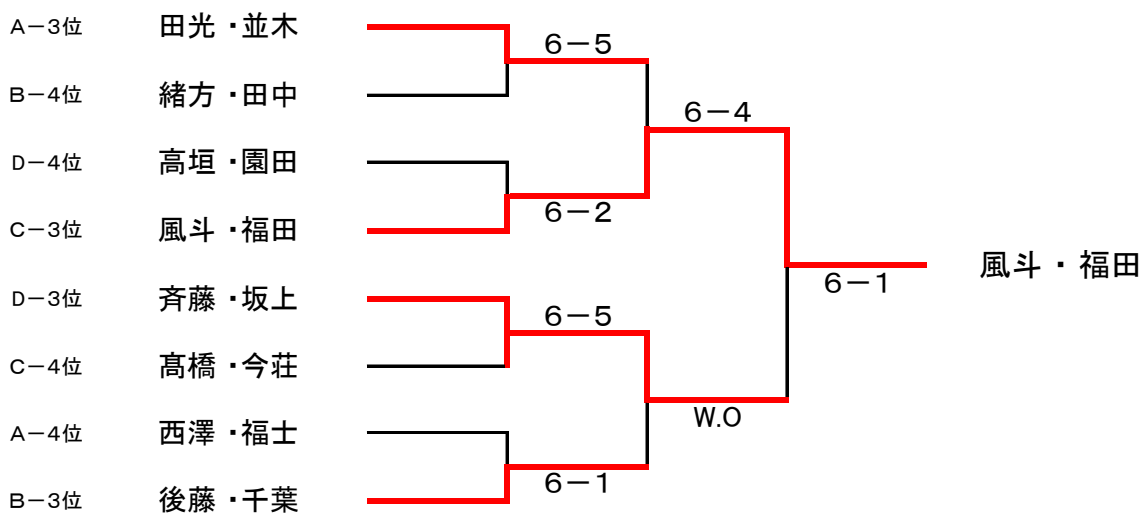 A－3位 田光 ・並木
6－5
B－4位 緒方 ・田中
6－4
D－4位 高垣 ・園田
6－2
C－3位 風斗 ・福田
風斗 ・ 福田
6－1
D－3位 斉藤 ・坂上
6－5
C－4位 髙橋 ・今荘
W.O
A－4位 西澤 ・福士
6－1
B－3位 後藤 ・千葉